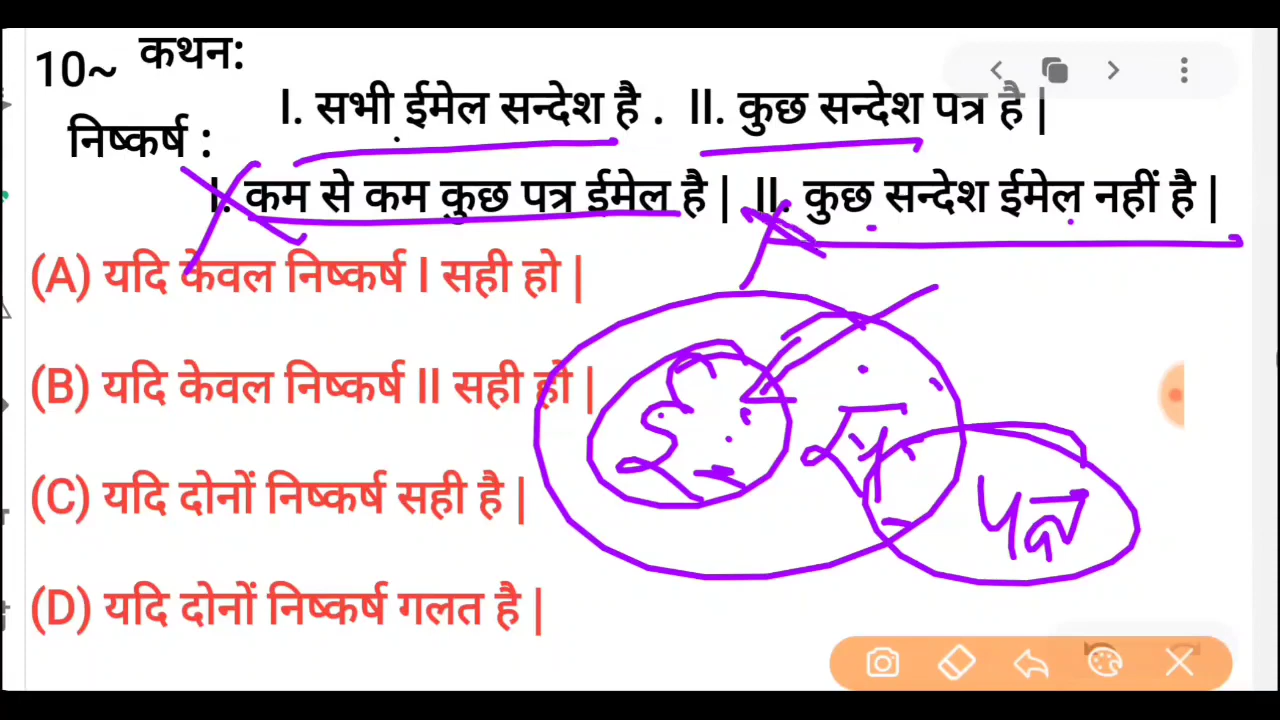 10~ कथन:
I. सभी ईमेल सन्देश है . II. कुछ सन्देश पत्र है |
निष्कर्ष :
I. कम से कम कुछ पत्र ईमेल है | II. कुछ सन्देश ईमेल नहीं है |
(A) यदि केवल निष्कर्ष I सही हो |
(B) यदि केवल निष्कर्ष II सही हो |
(C) यदि दोनों निष्कर्ष सही है |
(D) यदि दोनों निष्कर्ष गलत है |
पत्र